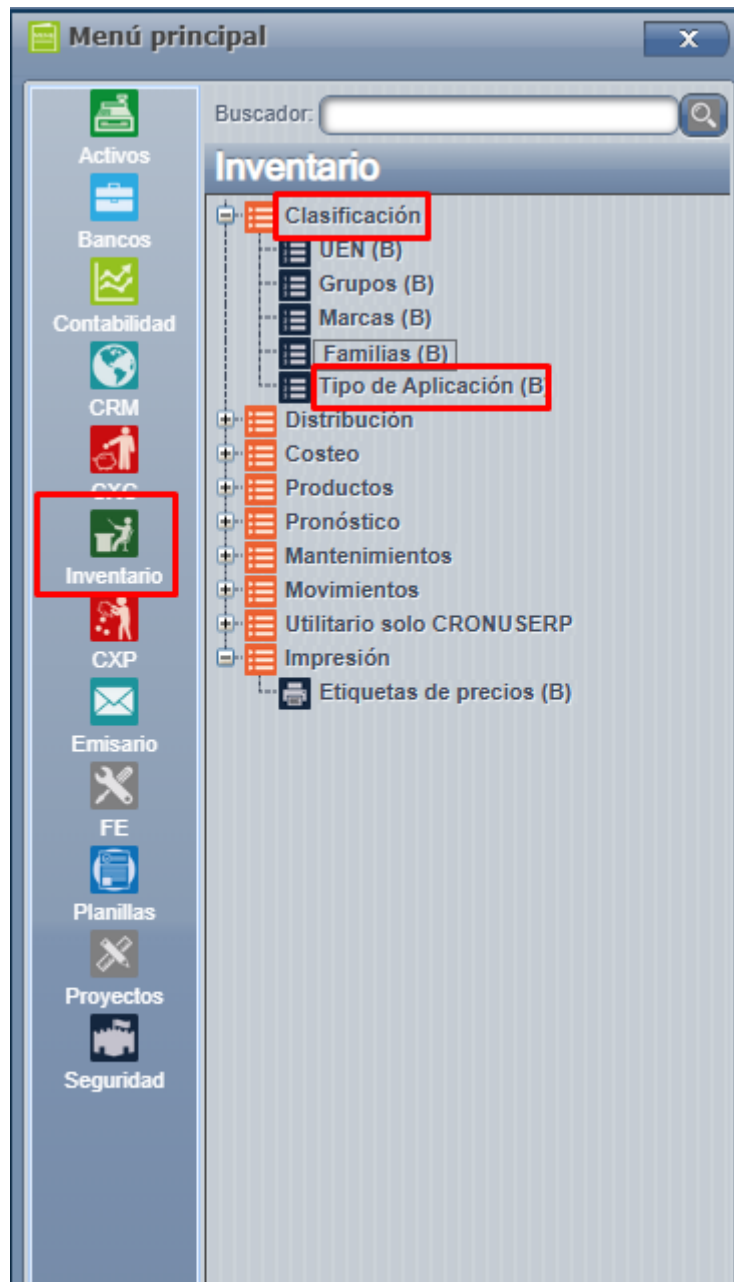 Menú principal
x
Activos
Bancos
Contabilidad
CRM
CXC
Inventario
CXP
Emisario
FE
Planillas
Proyectos
Seguridad
Buscador:
Inventario
Clasificación
UEN (B)
Grupos (B)
Marcas (B)
Familias (B)
Tipo de Aplicación (B)
Distribución
Costeo
Productos
Pronóstico
Mantenimientos
Movimientos
Utilitario solo CRONUSERP
Impresión
Etiquetas de precios (B)